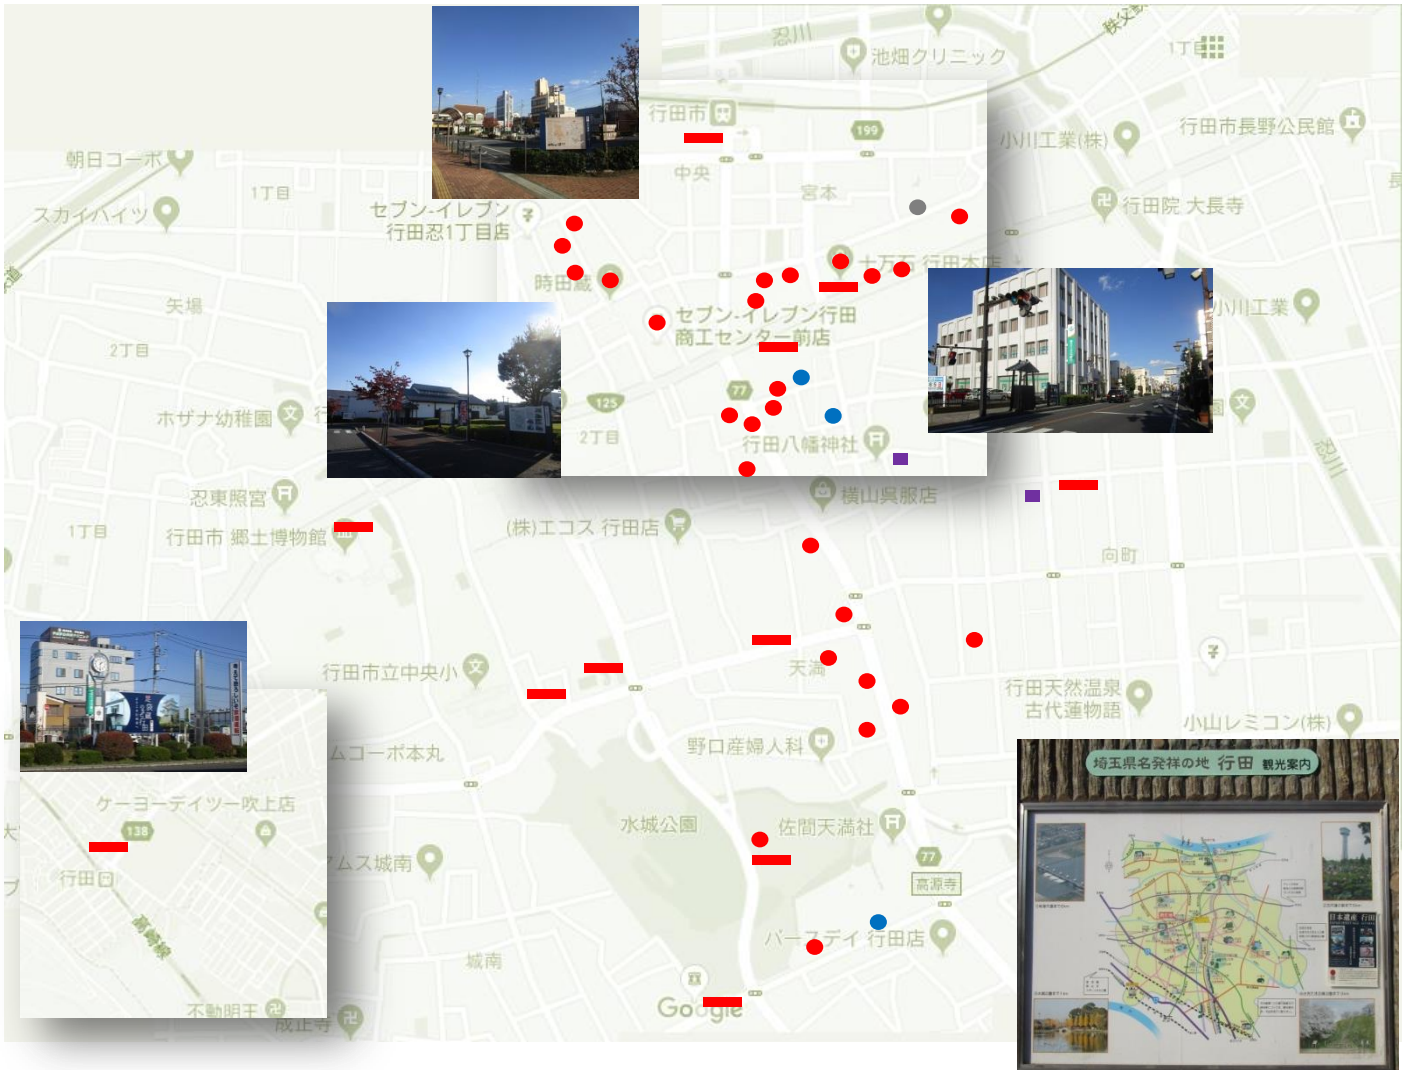 忍川
秩父鉄
1丁目
池畑クリニック
行田市
199
小川工業(株)
行田市長野公民館
朝日コーポ
1丁目
中央
宮本
スカイハイツ
セブン-イレブン
行田忍1丁目店
行田院 大長寺
時田蔵
十万石 行田本店
矢場
セブン-イレブン行田
商工センター前店
小川工業
2丁目
77
125
ホザナ幼稚園
2丁目
行田八幡神社
忍川
忍東照宮
横山呉服店
1丁目
行田市 郷土博物館
(株)エコス 行田店
向町
行田市立中央小
天満
行田天然温泉
古代蓮物語
小山レミコン(株)
ムコーポ本丸
野口産婦人科
埼玉県名発祥の地 行田 観光案内
ケーヨーデイツー吹上店
138
水城公園
佐間天満社
ムス城南
77
行田
高源寺
日本遺産 行田
高崎線
城南
バースデイ 行田店
不動明王
成正寺
Google